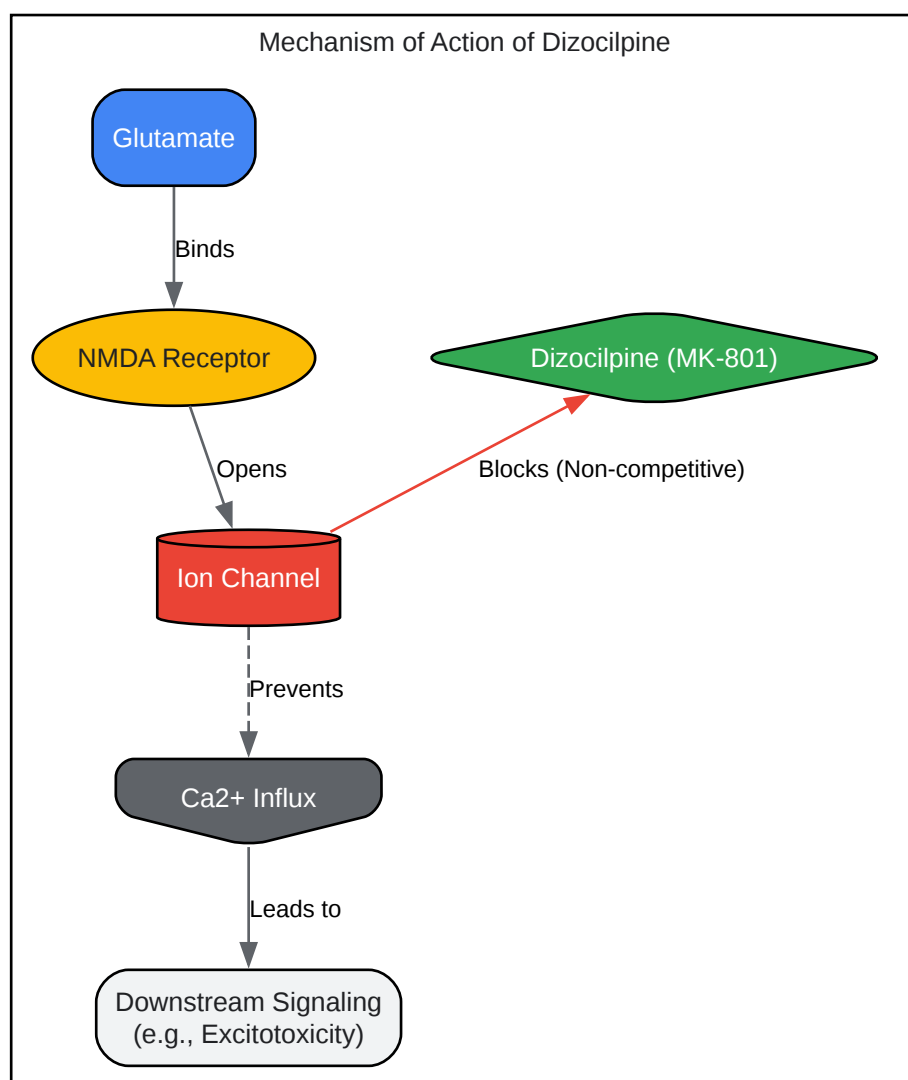 Mechanism of Action of Dizocilpine
Glutamate
Binds
NMDA Receptor
Dizocilpine (MK-801)
Opens
Blocks (Non-competitive)
Ion Channel
Prevents
Ca2+ Influx
Leads to
Downstream Signaling
(e.g., Excitotoxicity)